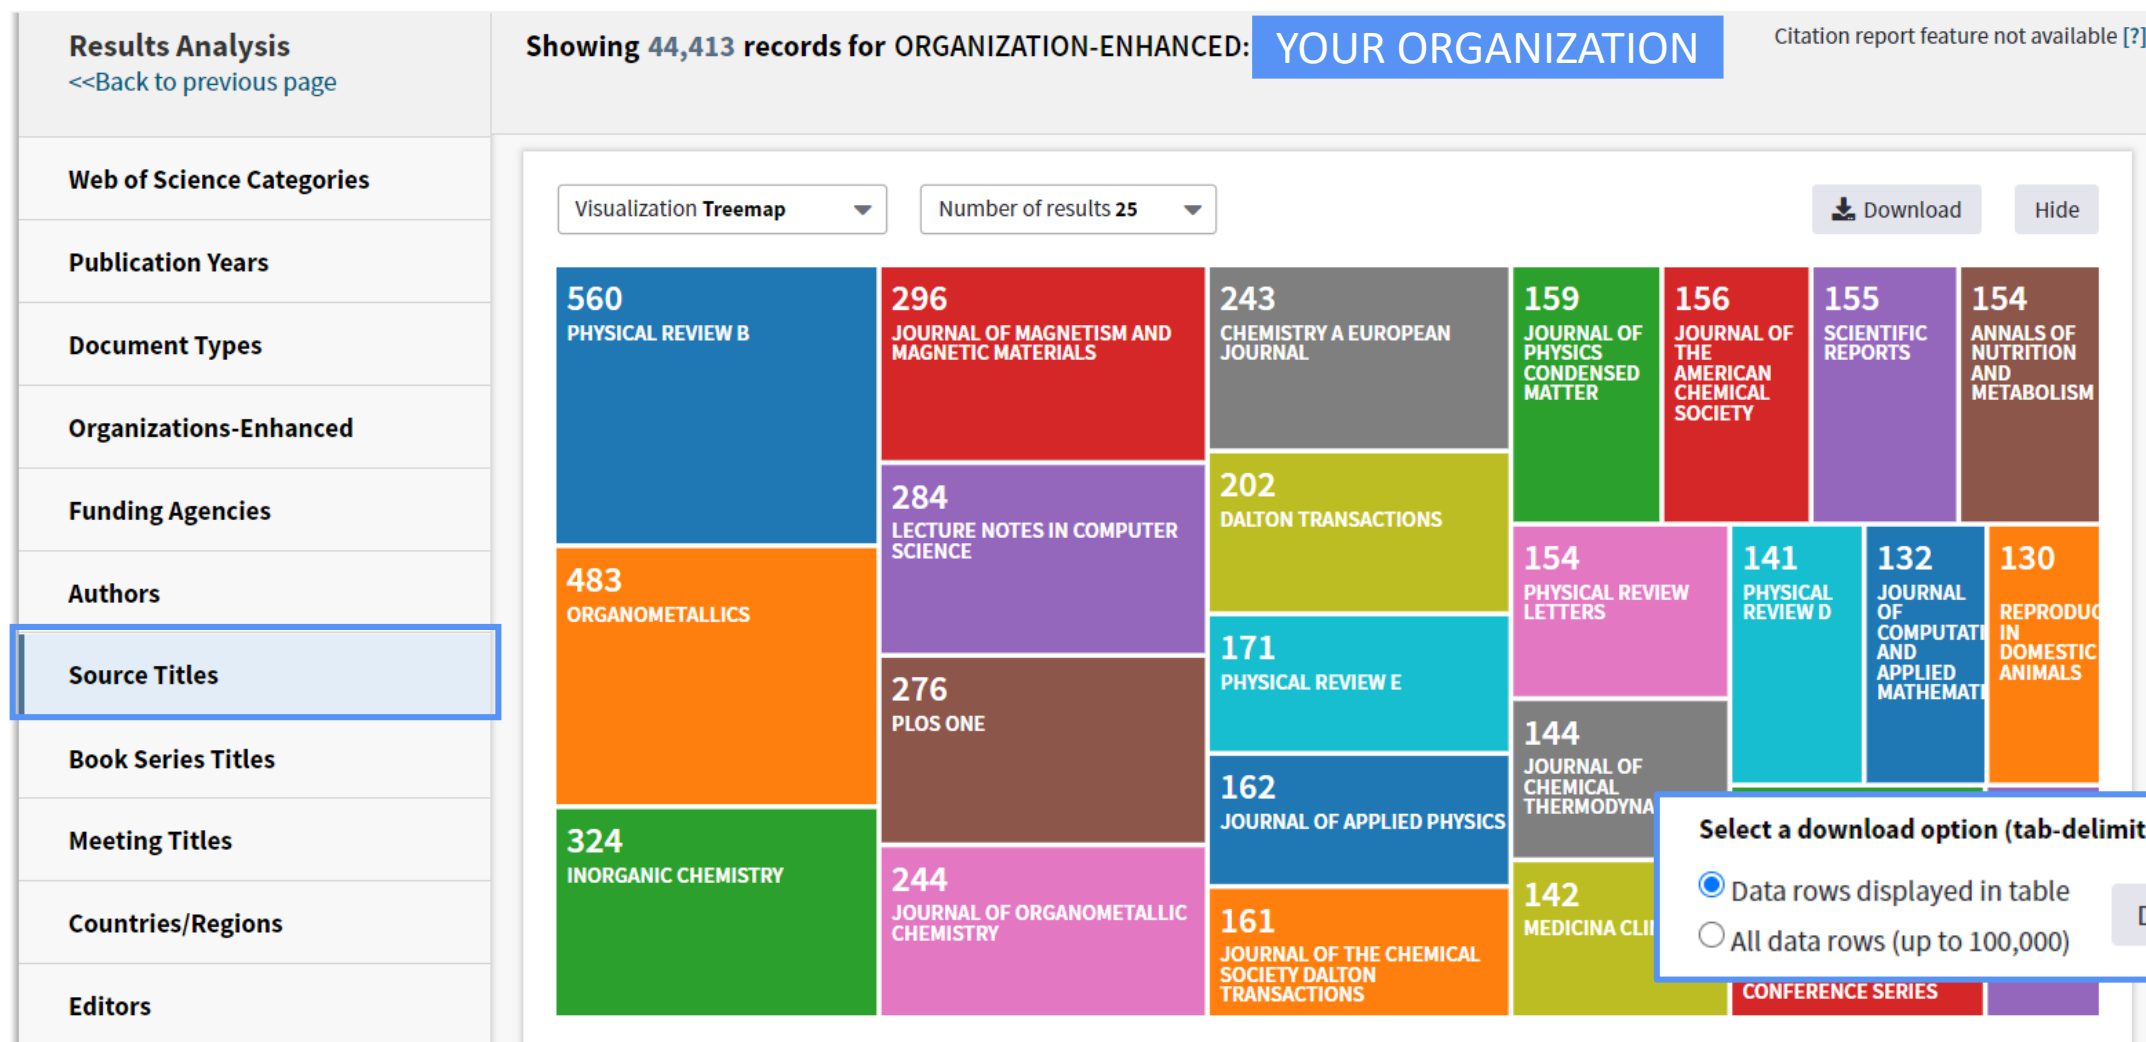 Results Analysis
<<Back to previous page
Showing 44,413 records for ORGANIZATION-ENHANCED: YOUR ORGANIZATION
Citation report feature not available [?]
Web of Science Categories
Publication Years
Document Types
Organizations-Enhanced
Funding Agencies
Authors
Source Titles
Book Series Titles
Meeting Titles
Countries/Regions
Editors
Visualization Treemap
Number of results 25
Download
Hide
560
PHYSICAL REVIEW B
483
ORGANOMETALLICS
324
INORGANIC CHEMISTRY
296
JOURNAL OF MAGNETISM AND
MAGNETIC MATERIALS
284
LECTURE NOTES IN COMPUTER
SCIENCE
276
PLOS ONE
244
JOURNAL OF ORGANOMETALLIC
CHEMISTRY
243
CHEMISTRY A EUROPEAN
JOURNAL
202
DALTON TRANSACTIONS
171
PHYSICAL REVIEW E
162
JOURNAL OF APPLIED PHYSICS
161
JOURNAL OF THE CHEMICAL
SOCIETY DALTON
TRANSACTIONS
159
JOURNAL OF
PHYSICS
CONDENSED
MATTER
156
JOURNAL OF
THE
AMERICAN
CHEMICAL
SOCIETY
155
SCIENTIFIC
REPORTS
154
ANNALS OF
NUTRITION
AND
METABOLISM
154
PHYSICAL REVIEW
LETTERS
141
PHYSICAL
REVIEW D
132
JOURNAL
OF
COMPUTATI
AND
APPLIED
MATHEMATI
130
REPRODUC
IN
DOMESTIC
ANIMALS
144
JOURNAL OF
CHEMICAL
THERMODYNA
142
MEDICINA CLI
CONFERENCE SERIES
Select a download option (tab-delimit
Data rows displayed in table
All data rows (up to 100,000)